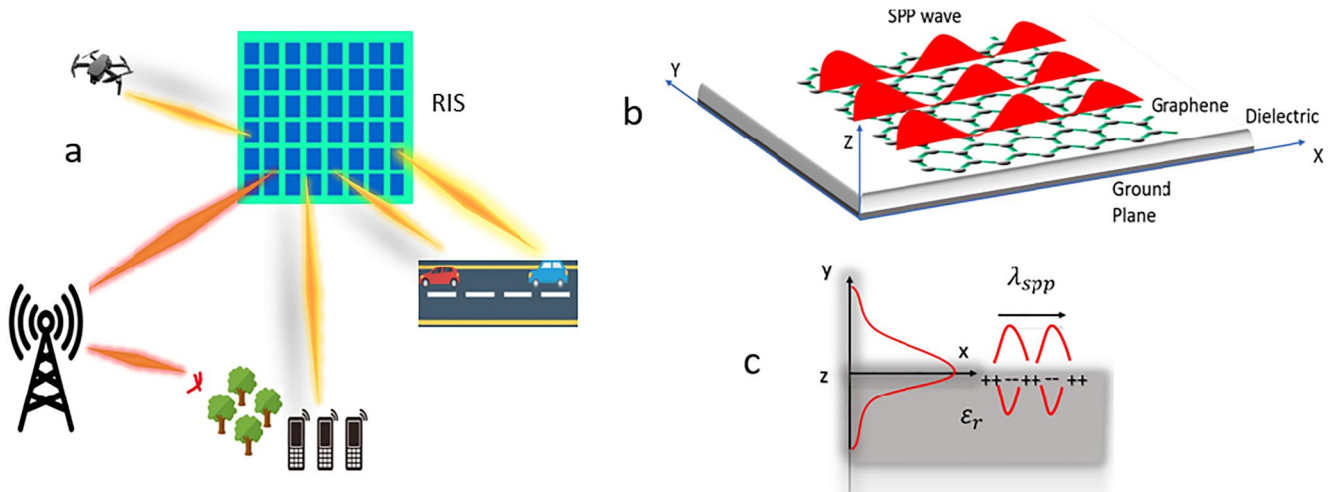 a
RIS
b
SPP wave
Y
Z
Graphene
Dielectric
X
Ground
Plane
c
y
λspp
x
z
++ -- ++ -- ++
εr